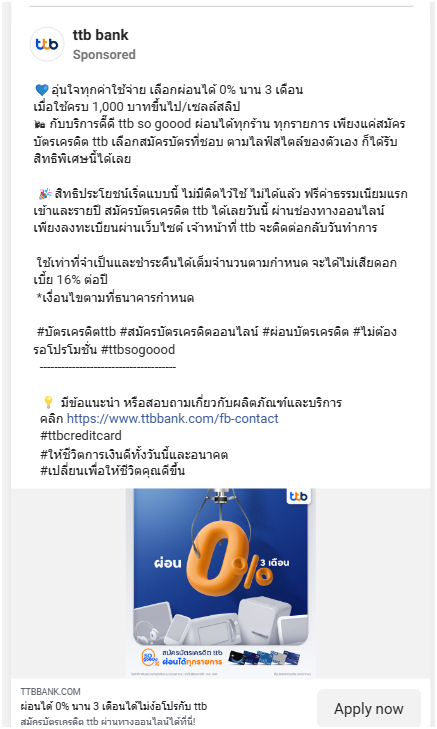 ttb bank
Sponsored
💙 อุ่นใจทุกค่าใช้จ่าย เลือกผ่อนได้ 0% นาน 3 เดือน
เมื่อใช้ครบ 1,000 บาทขึ้นไป/เซลล์สลิป
🛍 กับบริการดี๊ดี ttb so goood ผ่อนได้ทุกร้าน ทุกรายการ เพียงแค่สมัคร
บัตรเครดิต ttb เลือกสมัครบัตรที่ชอบ ตามไลฟ์สไตล์ของตัวเอง ก็ได้รับ
สิทธิพิเศษนี้ได้เลย
🎉 สิทธิประโยชน์เริ่ดแบบนี้ ไม่มีติดไว้ใช้ ไม่ได้แล้ว ฟรีค่าธรรมเนียมแรก
เข้าและรายปี สมัครบัตรเครดิต ttb ได้เลยวันนี้ ผ่านช่องทางออนไลน์
เพียงลงทะเบียนผ่านเว็บไซต์ เจ้าหน้าที่ ttb จะติดต่อกลับวันทำการ
ใช้เท่าที่จำเป็นและชำระคืนได้เต็มจำนวนตามกำหนด จะได้ไม่เสียดอก
เบี้ย 16% ต่อปี
*เงื่อนไขตามที่ธนาคารกำหนด
#บัตรเครดิตttb #สมัครบัตรเครดิตออนไลน์ #ผ่อนบัตรเครดิต #ไม่ต้อง
รอโปรโมชั่น #ttbsogoood
--------------------------------------
💡 มีข้อแนะนำ หรือสอบถามเกี่ยวกับผลิตภัณฑ์และบริการ
คลิก https://www.ttbbank.com/fb-contact
#ttbcreditcard
#ให้ชีวิตการเงินดีทั้งวันนี้และอนาคต
#เปลี่ยนเพื่อให้ชีวิตคุณดีขึ้น
ttb
ผ่อน 0% 3 เดือน
so goood
สมัครบัตรเครดิต ttb
ผ่อนได้ทุกรายการ
TTBBANK.COM
ผ่อนได้ 0% นาน 3 เดือนได้ไม่ง้อโปรกับ ttb
สมัครบัตรเครดิต ttb ผ่านทางออนไลน์ได้ที่นี่!
Apply now